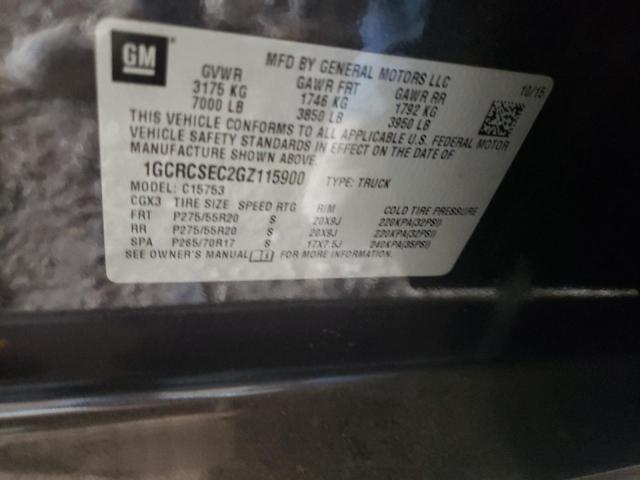 GM
MFD BY GENERAL MOTORS LLC
10/15
GVWR GAWR FRT GAWR RR
3175 KG 1746 KG 1792 KG
7000 LB 3850 LB 3950 LB
THIS VEHICLE CONFORMS TO ALL APPLICABLE U.S. FEDERAL MOTOR
VEHICLE SAFETY STANDARDS IN EFFECT ON THE DATE OF
MANUFACTURE SHOWN ABOVE.
1GCRCSEC2GZ115900 TYPE: TRUCK
MODEL: C15753
CGX3 TIRE SIZE SPEED RTG RIM COLD TIRE PRESSURE
FRT P275/55R20 S 20X9J 220KPA(32PSI)
RR P275/55R20 S 20X9J 220KPA(32PSI)
SPA P265/70R17 S 17X7.5J 240KPA(35PSI)
SEE OWNER'S MANUAL FOR MORE INFORMATION.